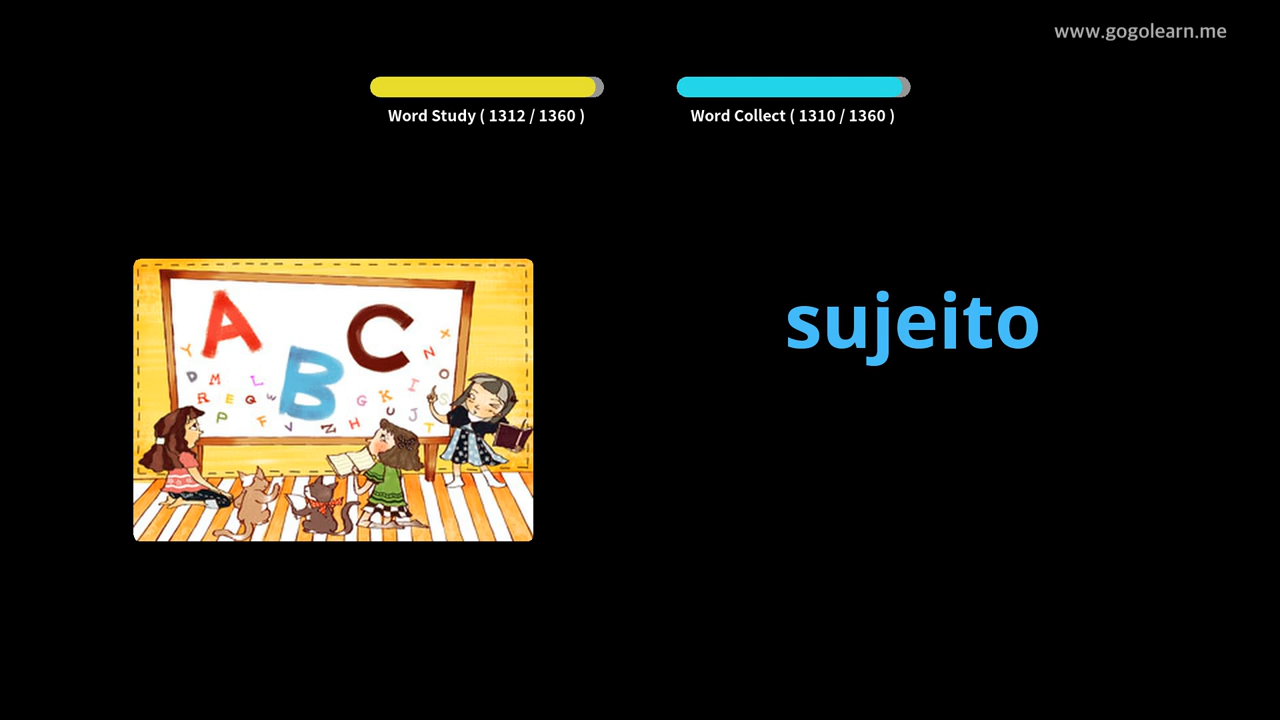 www.gogolearn.me
Word Study ( 1312 / 1360 )
Word Collect ( 1310 / 1360 )
sujeito
A
C
B
Y
X
N
D M L
O
I
R E Q W
G K
S
P
F
V
Z H
U J
T